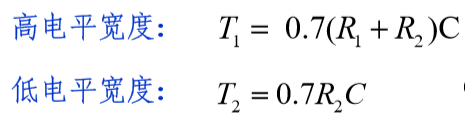 高电平宽度： T₁ = 0.7(R₁ + R₂)C
低电平宽度： T₂ = 0.7R₂C